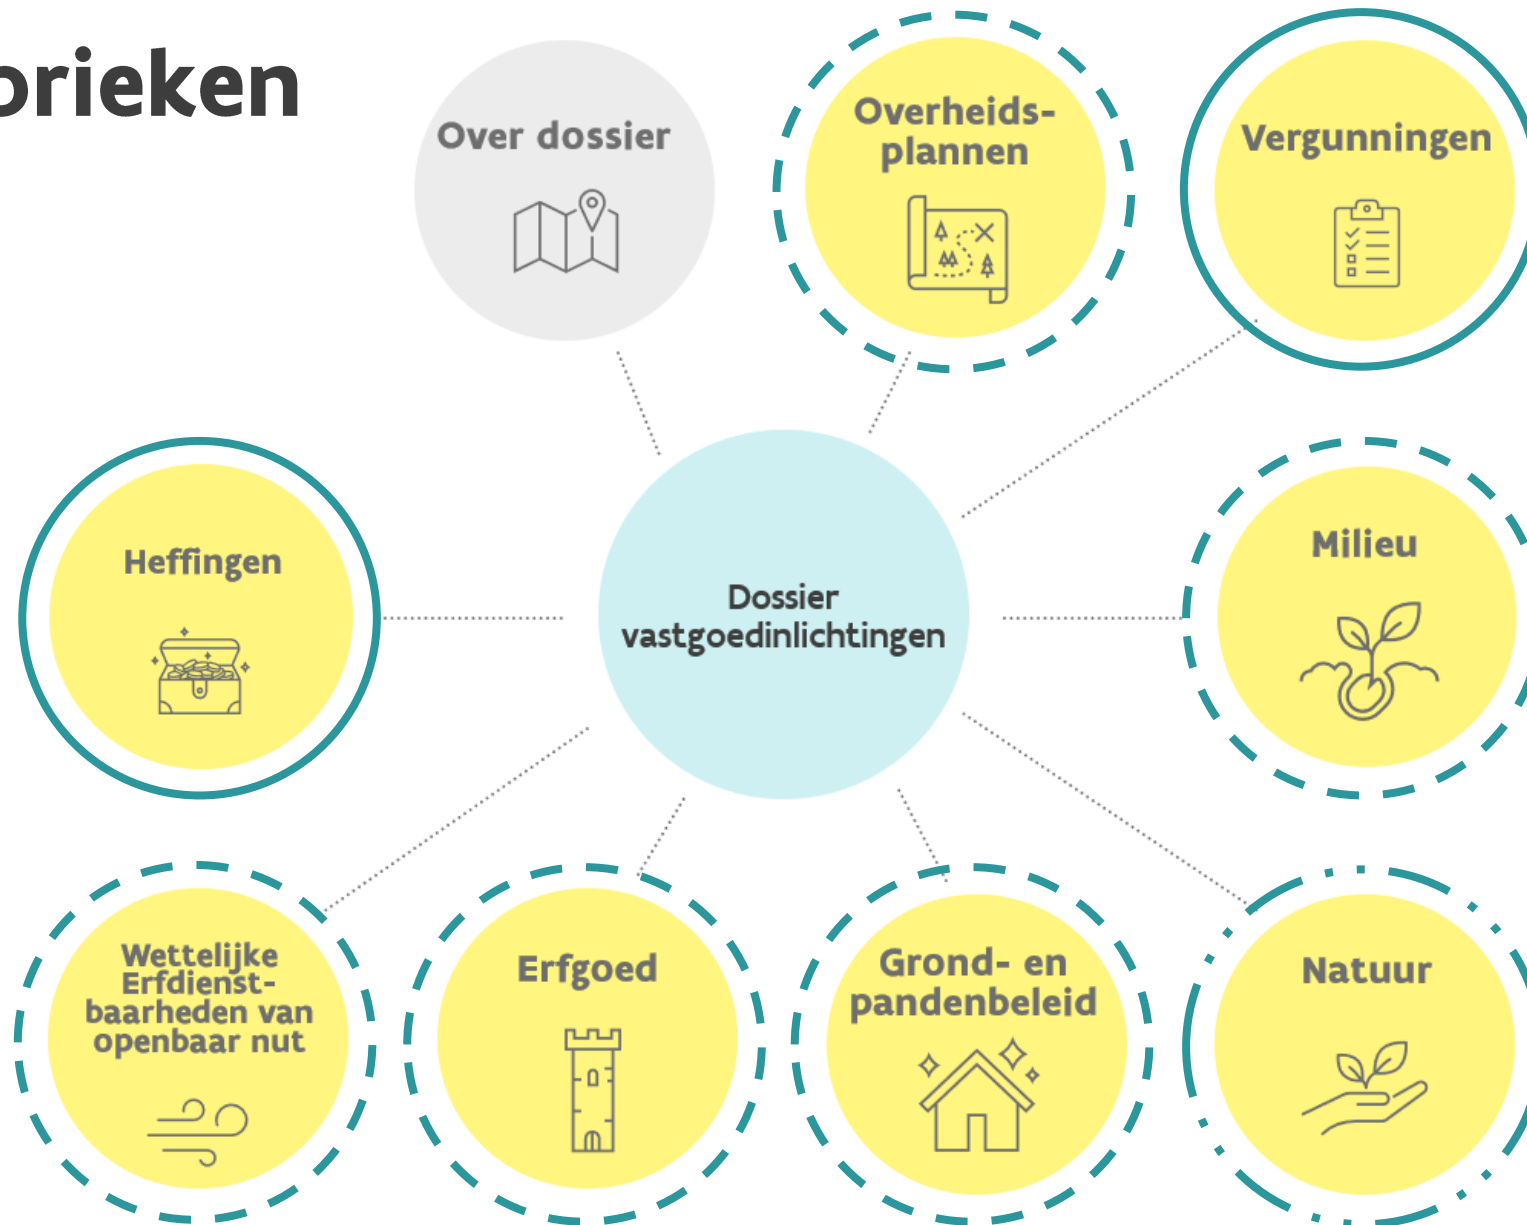 orieken
Over dossier
Overheids-
plannen
Vergunningen
Heffingen
Dossier
vastgoedinlichtingen
Milieu
Wettelijke
Erfdienst-
baarheden van
openbaar nut
Erfgoed
Grond- en
pandenbeleid
Natuur